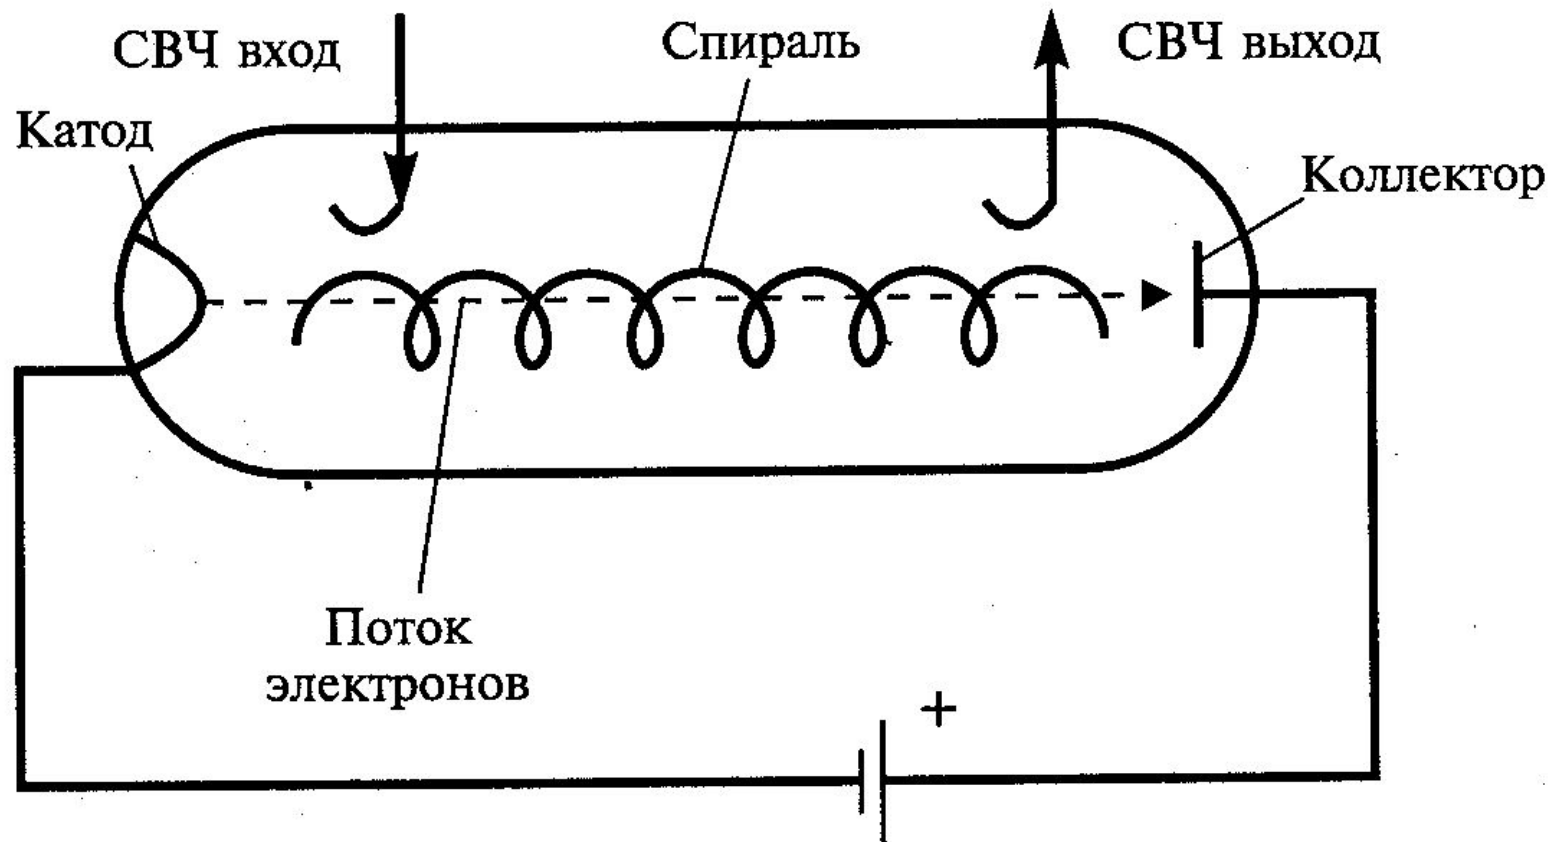 СВЧ вход
Спираль
СВЧ выход
Катод
Коллектор
Поток
электронов
+